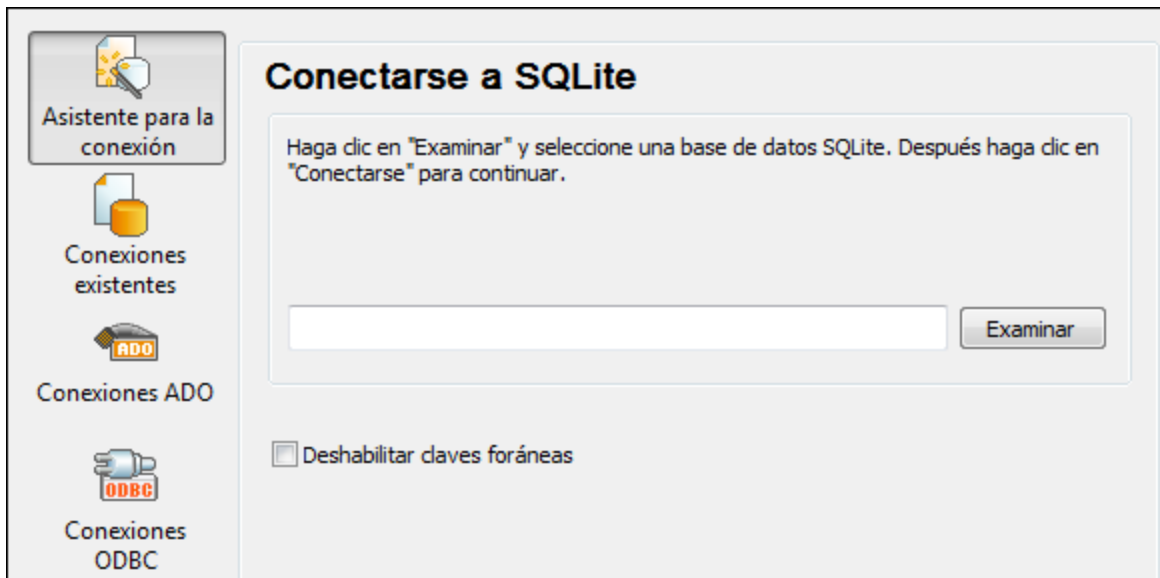 Asistente para la
conexión
Conexiones
existentes
ADO
Conexiones ADO
ODBC
Conexiones
ODBC
Conectarse a SQLite
Haga clic en "Examinar" y seleccione una base de datos SQLite. Después haga clic en
"Conectarse" para continuar.
Examinar
Deshabilitar claves foráneas